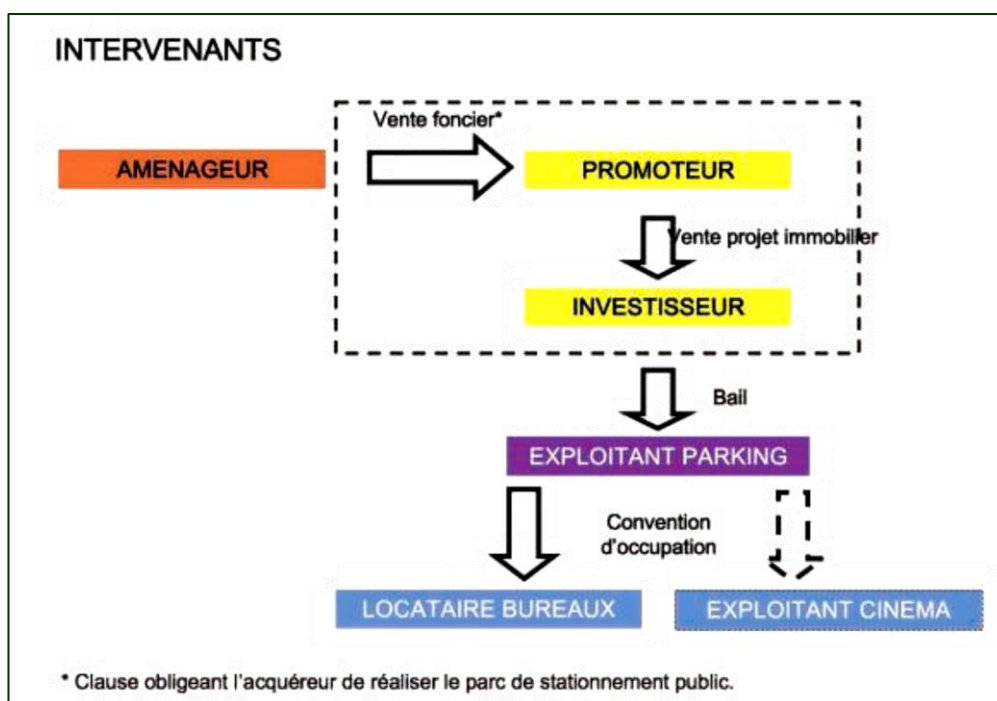 INTERVENANTS
Vente foncier*
AMENAGEUR
PROMOTEUR
Vente projet immobilier
INVESTISSEUR
Bail
EXPLOITANT PARKING
Convention
d'occupation
LOCATAIRE BUREAUX
EXPLOITANT CINEMA
* Clause obligeant l'acquéreur de réaliser le parc de stationnement public.